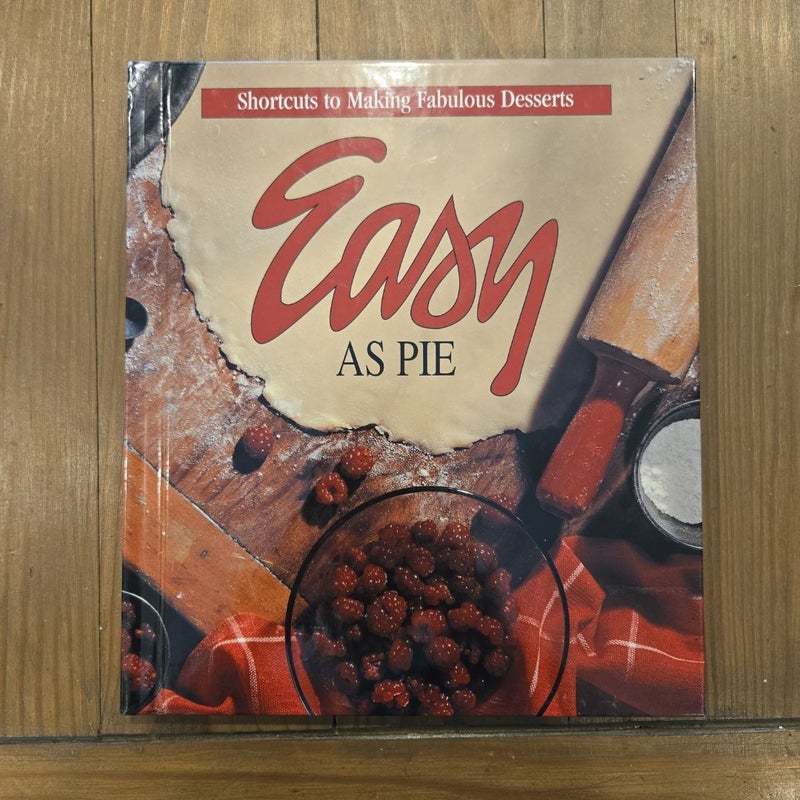 Shortcuts to Making Fabulous Desserts
Easy
AS PIE